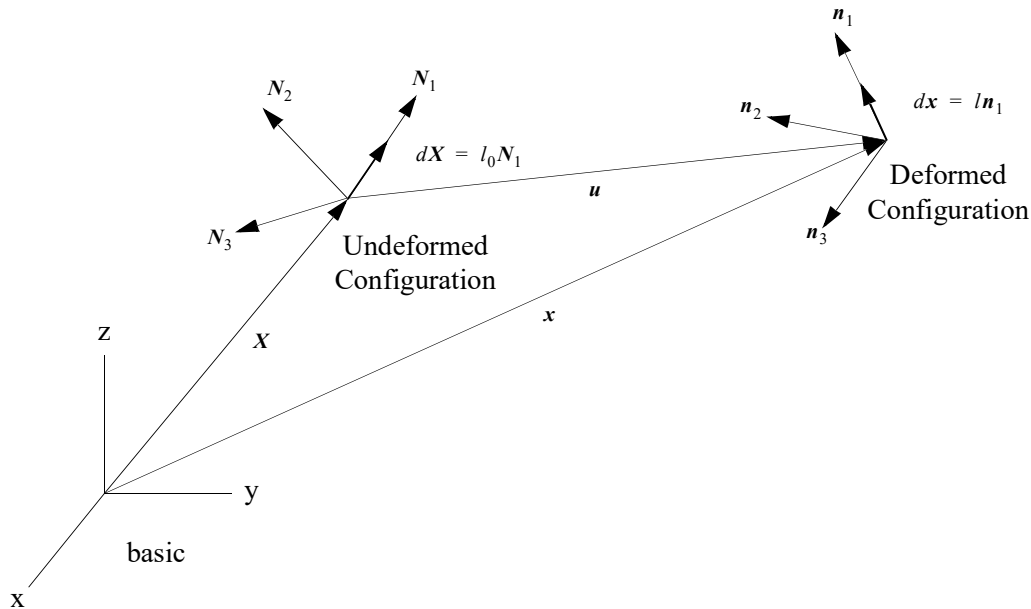 n₁
N₁
N₂
n₂
dx = ln₁
dX = l₀N₁
Deformed
Configuration
u
N₃
n₃
Undeformed
Configuration
x
z
X
y
basic
x